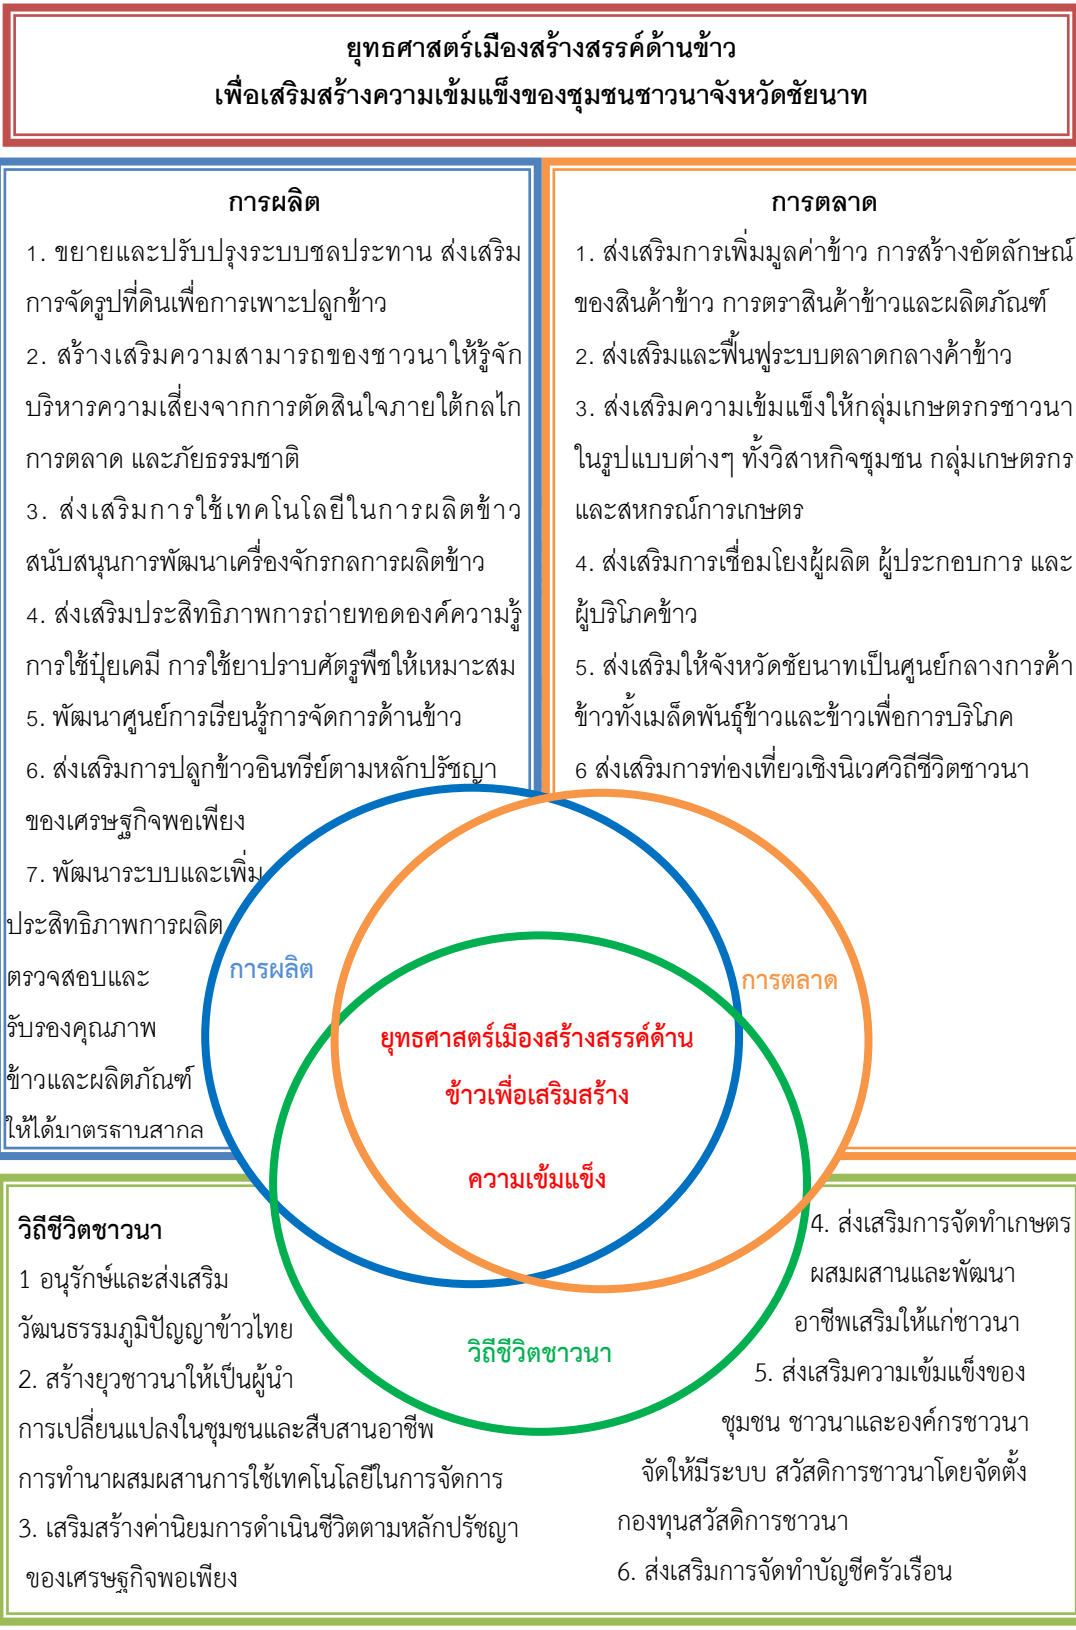 ยุทธศาสตร์เมืองสร้างสรรค์ด้านข้าว
เพื่อเสริมสร้างความเข้มแข็งของชุมชนชาวนาจังหวัดชัยนาท
การผลิต
1. ขยายและปรับปรุงระบบชลประทาน ส่งเสริม
การจัดรูปที่ดินเพื่อการเพาะปลูกข้าว
2. สร้างเสริมความสามารถของชาวนาให้รู้จัก
บริหารความเสี่ยงจากการตัดสินใจภายใต้กลไก
การตลาด และภัยธรรมชาติ
3. ส่งเสริมการใช้เทคโนโลยีในการผลิตข้าว
สนับสนุนการพัฒนาเครื่องจักรกลการผลิตข้าว
4. ส่งเสริมประสิทธิภาพการถ่ายทอดองค์ความรู้
การใช้ปุ๋ยเคมี การใช้ยาปราบศัตรูพืชให้เหมาะสม
5. พัฒนาศูนย์การเรียนรู้การจัดการด้านข้าว
6. ส่งเสริมการปลูกข้าวอินทรีย์ตามหลักปรัชญา
ของเศรษฐกิจพอเพียง
7. พัฒนาระบบและเพิ่ม
ประสิทธิภาพการผลิต
ตรวจสอบและ
รับรองคุณภาพ
ข้าวและผลิตภัณฑ์
ให้ได้มาตรฐานสากล
การตลาด
1. ส่งเสริมการเพิ่มมูลค่าข้าว การสร้างอัตลักษณ์
ของสินค้าข้าว การตราสินค้าข้าวและผลิตภัณฑ์
2. ส่งเสริมและฟื้นฟูระบบตลาดกลางค้าข้าว
3. ส่งเสริมความเข้มแข็งให้กลุ่มเกษตรกรชาวนา
ในรูปแบบต่างๆ ทั้งวิสาหกิจชุมชน กลุ่มเกษตรกร
และสหกรณ์การเกษตร
4. ส่งเสริมการเชื่อมโยงผู้ผลิต ผู้ประกอบการ และ
ผู้บริโภคข้าว
5. ส่งเสริมให้จังหวัดชัยนาทเป็นศูนย์กลางการค้า
ข้าวทั้งเมล็ดพันธุ์ข้าวและข้าวเพื่อการบริโภค
6 ส่งเสริมการท่องเที่ยวเชิงนิเวศวิถีชีวิตชาวนา
การผลิต
การตลาด
ยุทธศาสตร์เมืองสร้างสรรค์ด้าน
ข้าวเพื่อเสริมสร้าง
ความเข้มแข็ง
วิถีชีวิตชาวนา
วิถีชีวิตชาวนา
1 อนุรักษ์และส่งเสริม
วัฒนธรรมภูมิปัญญาข้าวไทย
2. สร้างยุวชาวนาให้เป็นผู้นำ
การเปลี่ยนแปลงในชุมชนและสืบสานอาชีพ
การทำนาผสมผสานการใช้เทคโนโลยีในการจัดการ
3. เสริมสร้างค่านิยมการดำเนินชีวิตตามหลักปรัชญา
ของเศรษฐกิจพอเพียง
4. ส่งเสริมการจัดทำเกษตร
ผสมผสานและพัฒนา
อาชีพเสริมให้แก่ชาวนา
5. ส่งเสริมความเข้มแข็งของ
ชุมชน ชาวนาและองค์กรชาวนา
จัดให้มีระบบ สวัสดิการชาวนาโดยจัดตั้ง
กองทุนสวัสดิการชาวนา
6. ส่งเสริมการจัดทำบัญชีครัวเรือน